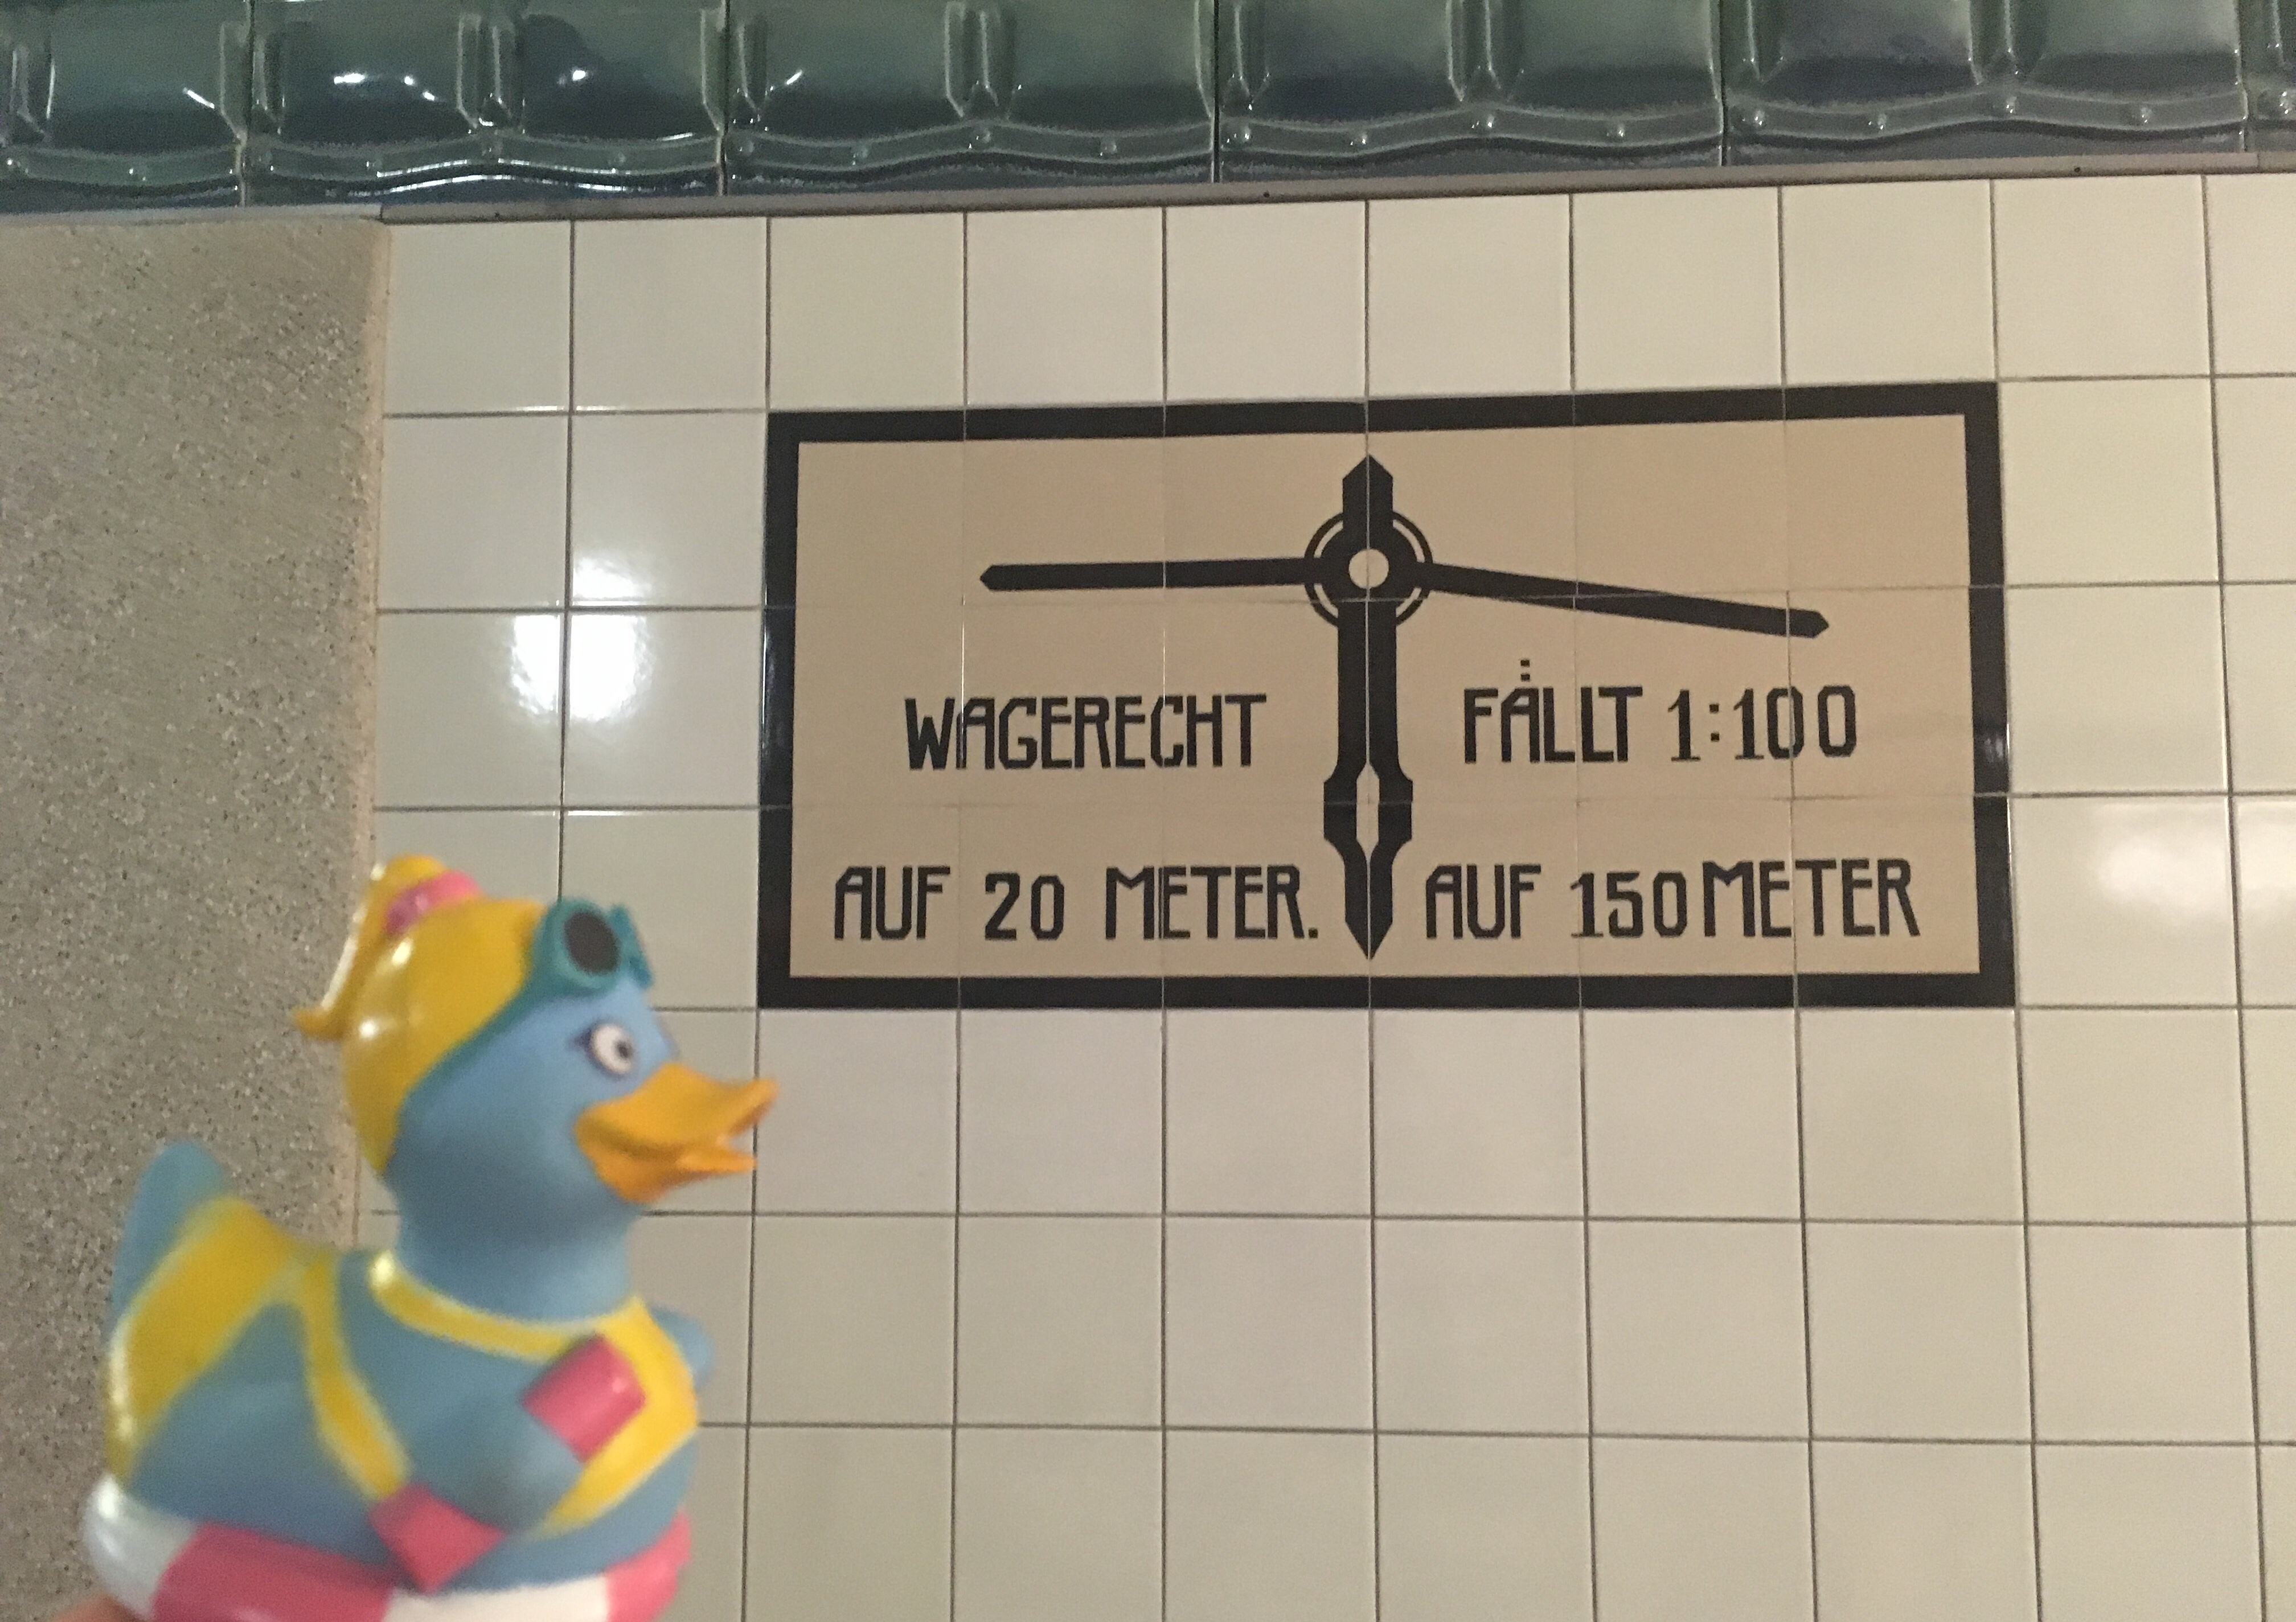 WAGERECHT
AUF 20 METER.
FÄLLT 1:100
AUF 150 METER